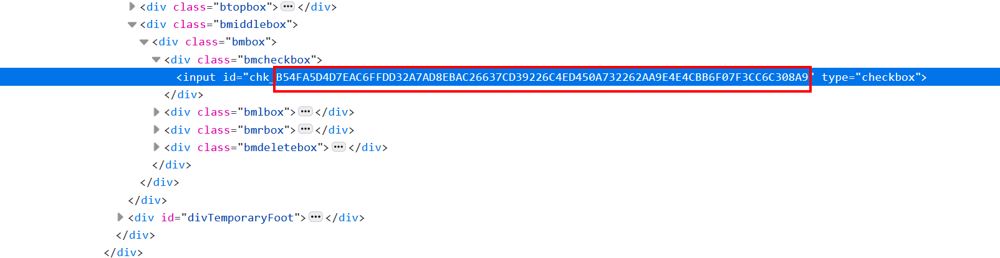 <div class="btopbox"> ••• </div>
<div class="bmiddlebox">
<div class="bmbox">
<div class="bmcheckbox">
<input id="chk_B54FA5D4D7EAC6FFDD32A7AD8EBAC26637CD39226C4ED450A732262AA9E4E4CBB6F07F3CC6C308A9" type="checkbox">
</div>
<div class="bmlbox"> ••• </div>
<div class="bmrbox"> ••• </div>
<div class="bmdeletebox"> ••• </div>
</div>
</div>
</div>
<div id="divTemporaryFoot"> ••• </div>
</div>
</div>